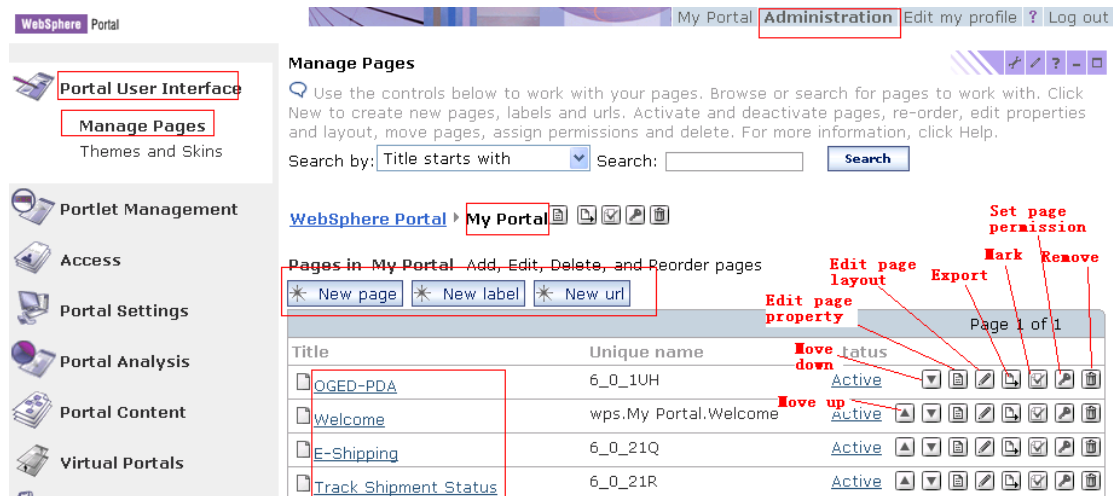 WebSphere Portal
My Portal Administration Edit my profile ? Log out
Portal User Interface
Manage Pages
Themes and Skins
Portlet Management
Access
Portal Settings
Portal Analysis
Portal Content
Virtual Portals
Manage Pages
Use the controls below to work with your pages. Browse or search for pages to work with. Click
New to create new pages, labels and urls. Activate and deactivate pages, re-order, edit properties
and layout, move pages, assign permissions and delete. For more information, click Help.
Search by: Title starts with Search: Search
WebSphere Portal My Portal
Set page
permission
Mark
Remove
Export
Edit page
layout
Edit page
property
Move
down
Move up
Pages in My Portal Add, Edit, Delete, and Reorder pages
New page New label New url
Page 1 of 1
Title Unique name tatus
OGED-PDA 6_0_1UH Active
Welcome wps.My Portal.Welcome Active
E-Shipping 6_0_21Q Active
Track Shipment Status 6_0_21R Active